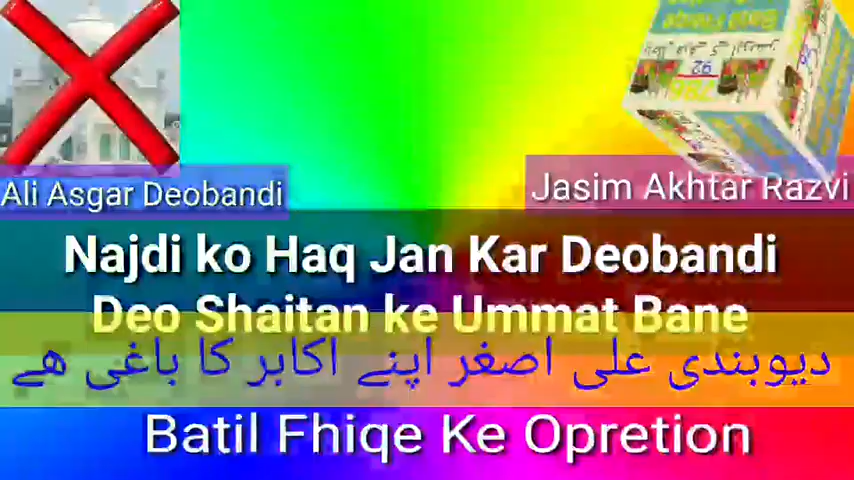 Ali Asgar Deobandi
Jasim Akhtar Razvi
Najdi ko Haq Jan Kar Deobandi
Deo Shaitan ke Ummat Bane
دیوبندی علی اصغر اپنے اکابر کا باغی ھے
Batil Fhiqe Ke Opretion